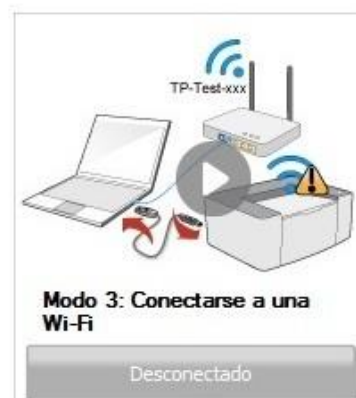 TP-Test-xxx
Modo 3: Conectarse a una
Wi-Fi
Desconectado